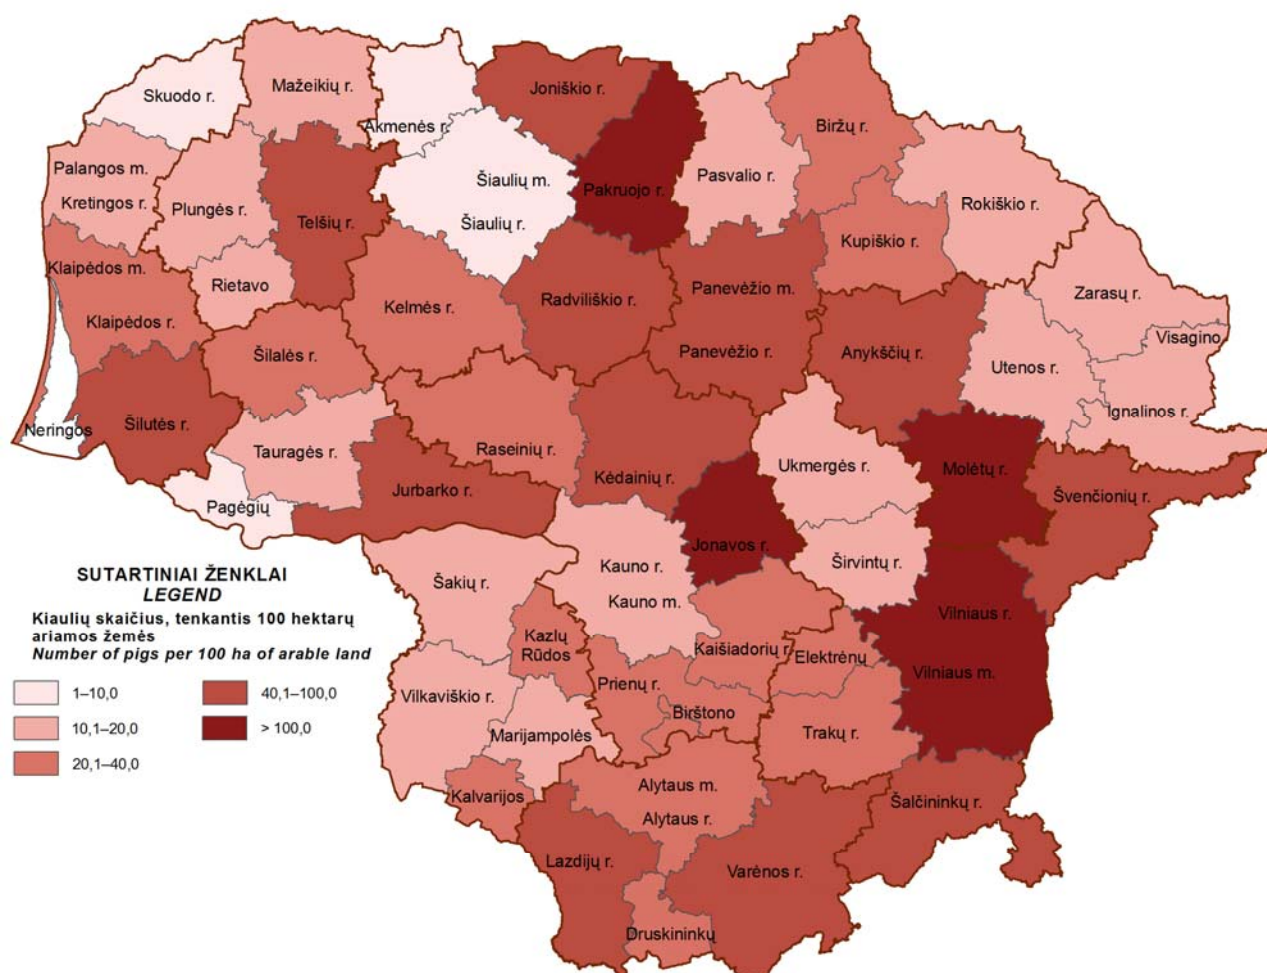 Skuodo r.
Mažeikių r.
Akmenės r.
Joniškio r.
Biržų r.
Palangos m.
Kretingos r.
Plungės r.
Telšių r.
Šiaulių m.
Šiaulių r.
Pakruojo r.
Pasvalio r.
Rokiškio r.
Kupiškio r.
Klaipėdos m.
Klaipėdos r.
Rietavo
Kelmės r.
Radviliškio r.
Panevėžio m.
Panevėžio r.
Zarasų r.
Visagino
Anykščių r.
Utenos r.
Ignalinos r.
Šilalės r.
Neringos
Šilutės r.
Tauragės r.
Raseinių r.
Kėdainių r.
Ukmergės r.
Molėtų r.
Švenčionių r.
Pagėgių
Jurbarko r.
Jonavos r.
Širvintų r.
Šakių r.
Kauno r.
Kauno m.
Vilniaus r.
Vilniaus m.
Kazlų
Rūdos
Kaišiadorių r.
Elektrėnų
Prienų r.
Birštono
Vilkaviškio r.
Marijampolės
Trakų r.
Kalvarijos
Alytaus m.
Alytaus r.
Šalčininkų r.
Lazdijų r.
Varėnos r.
Druskininkų
SUTARTINIAI ŽENKLAI
LEGEND
Kiaulių skaičius, tenkantis 100 hektarų
ariamos žemės
Number of pigs per 100 ha of arable land
1–10,0
10,1–20,0
20,1–40,0
40,1–100,0
> 100,0